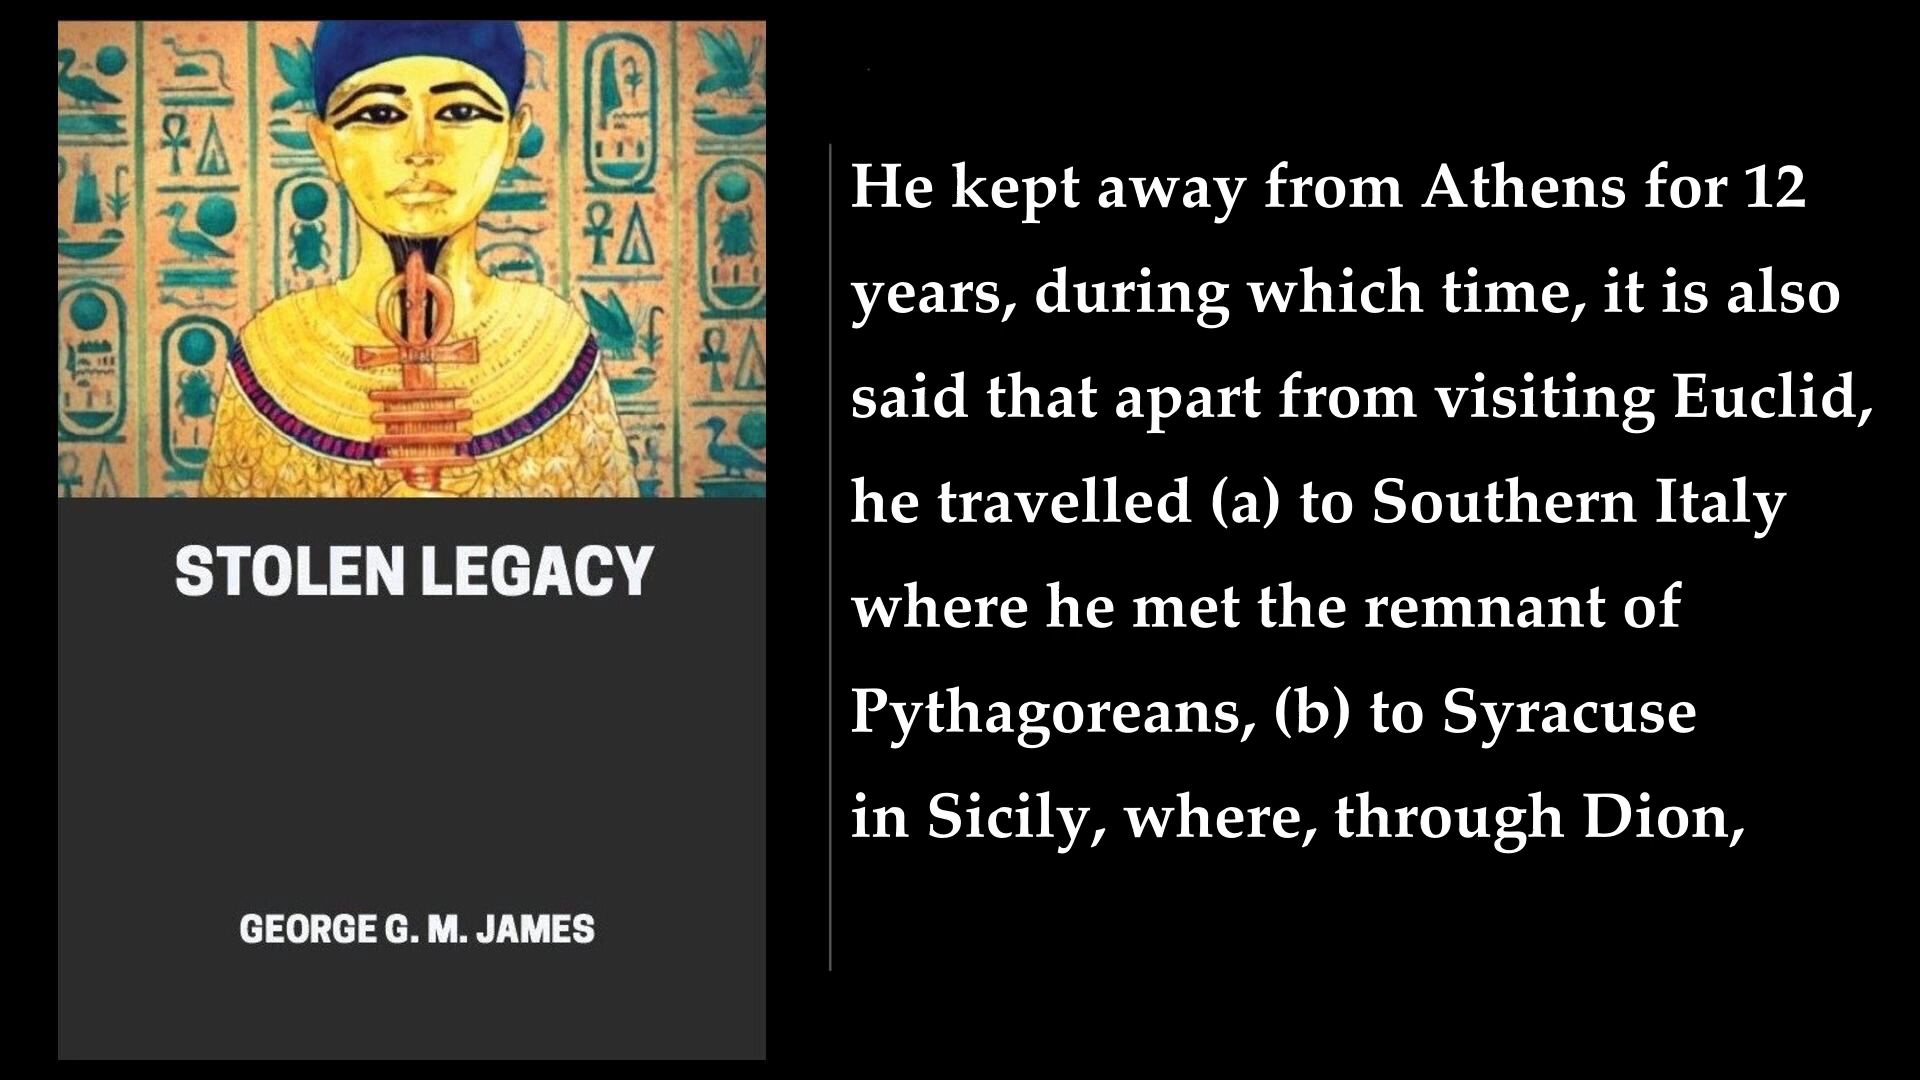 STOLEN LEGACY
GEORGE G. M. JAMES
He kept away from Athens for 12
years, during which time, it is also
said that apart from visiting Euclid,
he travelled (a) to Southern Italy
where he met the remnant of
Pythagoreans, (b) to Syracuse
in Sicily, where, through Dion,